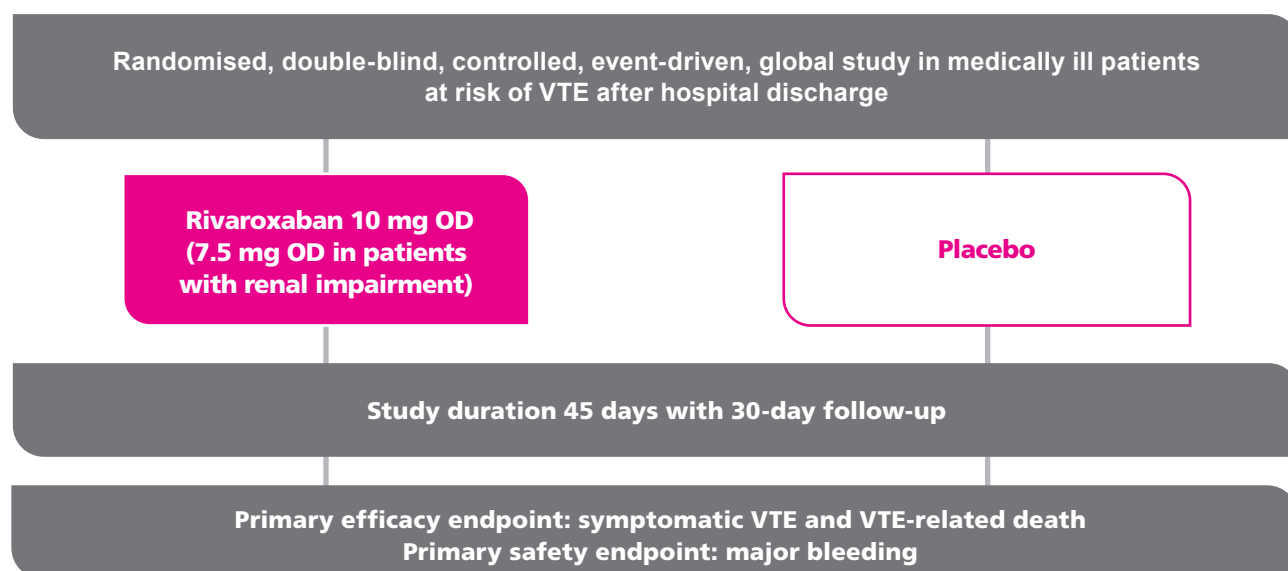 Randomised, double-blind, controlled, event-driven, global study in medically ill patients
at risk of VTE after hospital discharge
Rivaroxaban 10 mg OD
(7.5 mg OD in patients
with renal impairment)
Placebo
Study duration 45 days with 30-day follow-up
Primary efficacy endpoint: symptomatic VTE and VTE-related death
Primary safety endpoint: major bleeding